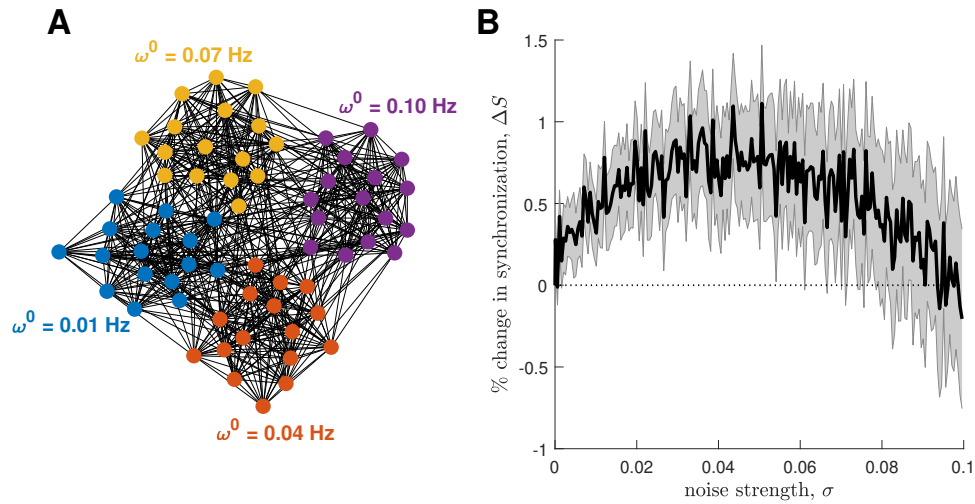 A
B
ω⁰ = 0.07 Hz
ω⁰ = 0.10 Hz
ω⁰ = 0.01 Hz
ω⁰ = 0.04 Hz
% change in synchronization, ΔS
1.5
1
0.5
0
-0.5
-1
0
0.02
0.04
0.06
0.08
0.1
noise strength, σ